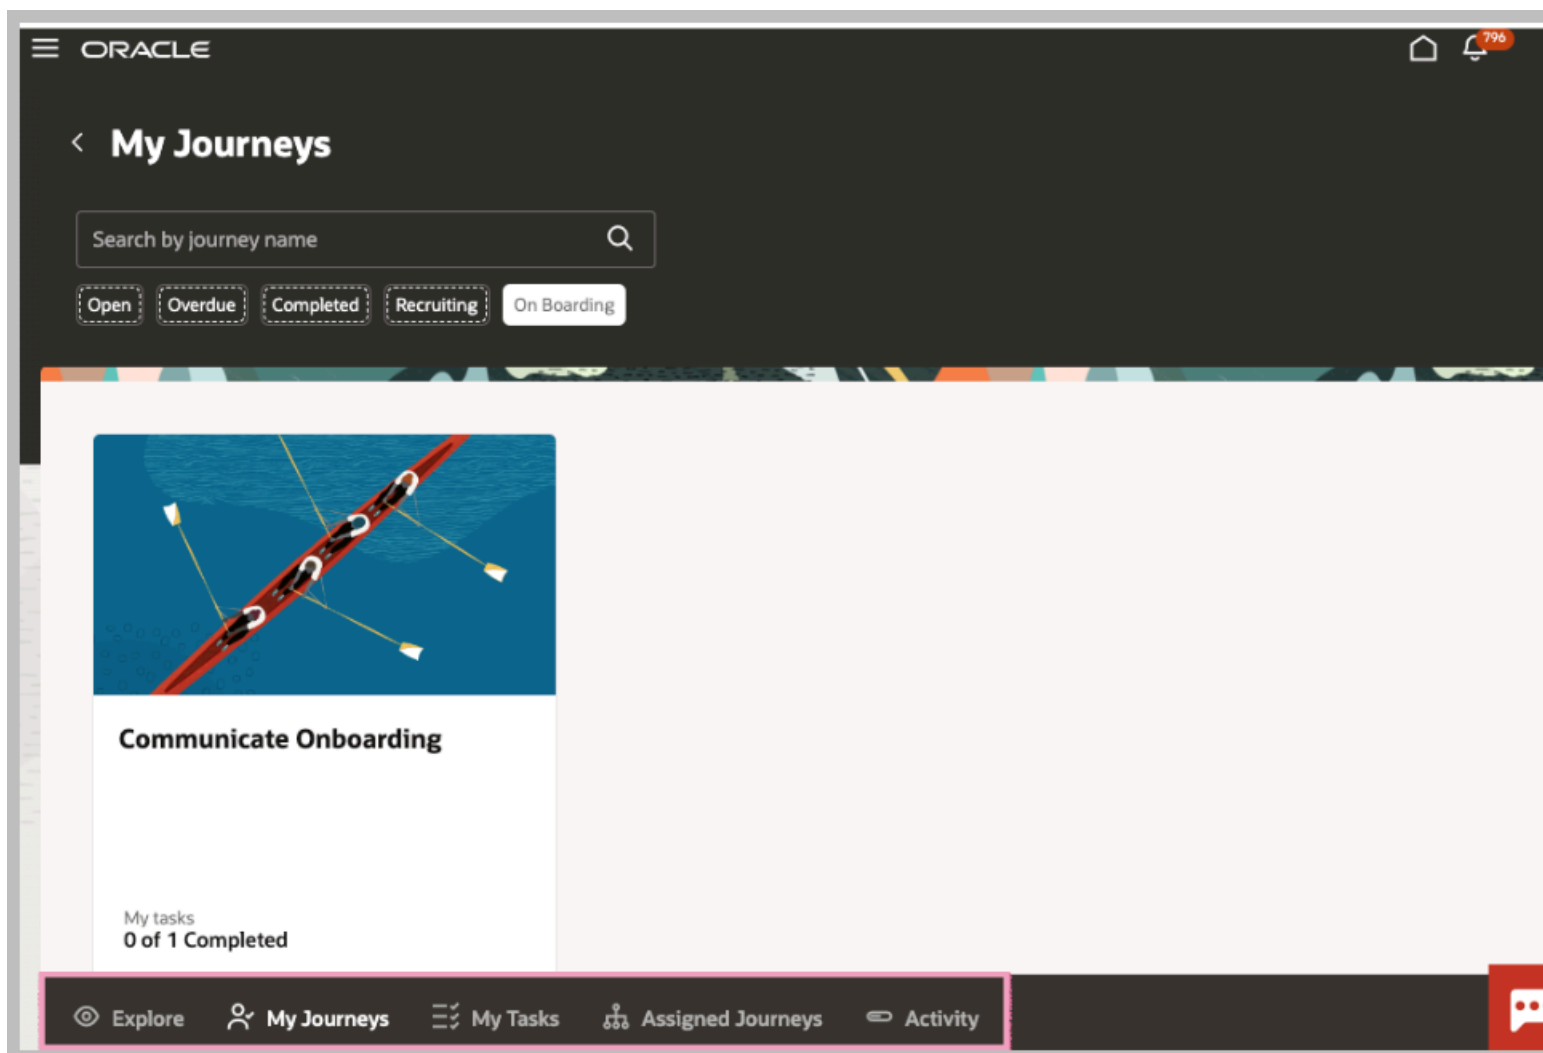 ORACLE
796
My Journeys
Search by journey name
Open Overdue Completed Recruiting On Boarding
Communicate Onboarding
My tasks
0 of 1 Completed
Explore My Journeys My Tasks Assigned Journeys Activity